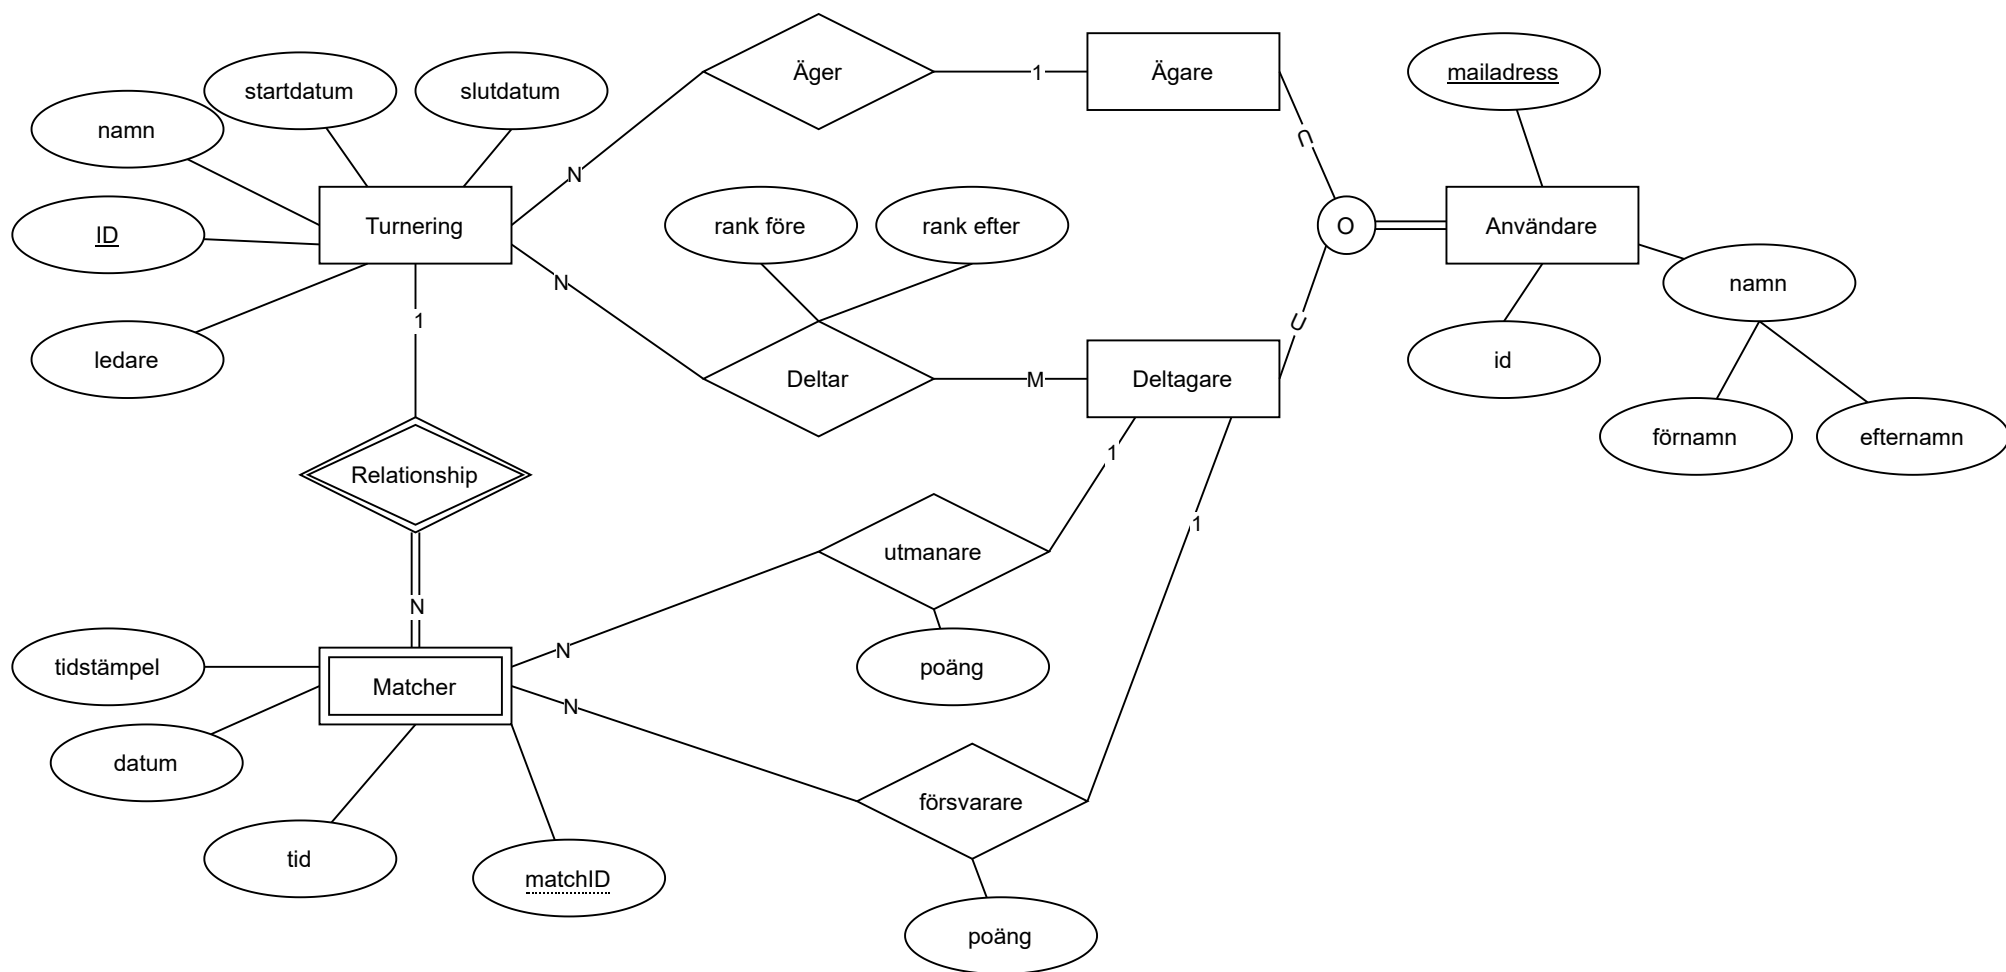 Äger
1
Ägare
mailadress
startdatum
slutdatum
namn
N
U
ID
Turnering
rank före
rank efter
O
Användare
namn
N
1
U
ledare
Deltar
M
Deltagare
id
förnamn
efternamn
Relationship
1
1
utmanare
N
N
tidstämpel
Matcher
poäng
N
datum
försvarare
tid
matchID
poäng